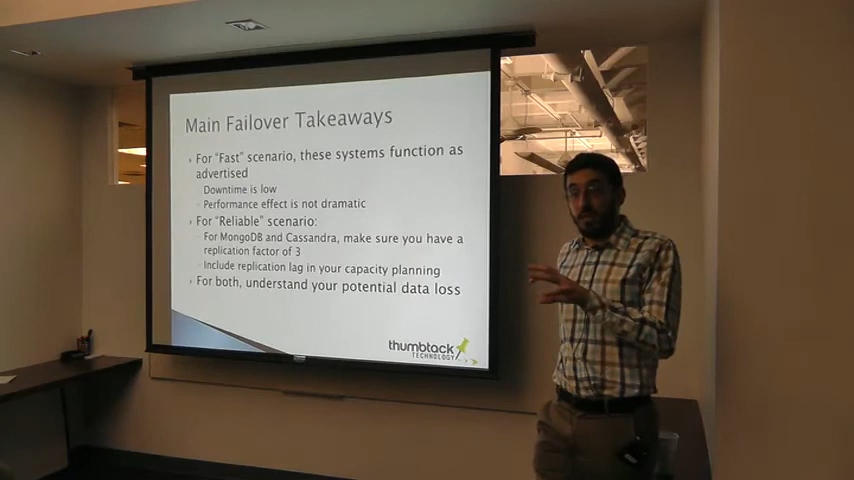 Main Failover Takeaways
For "Fast" scenario, these systems function as
advertised
Downtime is low
Performance effect is not dramatic
For "Reliable" scenario:
For MongoDB and Cassandra, make sure you have a
replication factor of 3
Include replication lag in your capacity planning
For both, understand your potential data loss
thumbtack
TECHNOLOGY